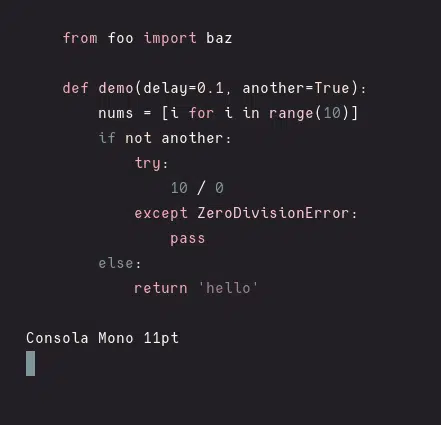 from foo import baz

def demo(delay=0.1, another=True):
    nums = [i for i in range(10)]
    if not another:
        try:
            10 / 0
        except ZeroDivisionError:
            pass
    else:
        return 'hello'

Consola Mono 11pt